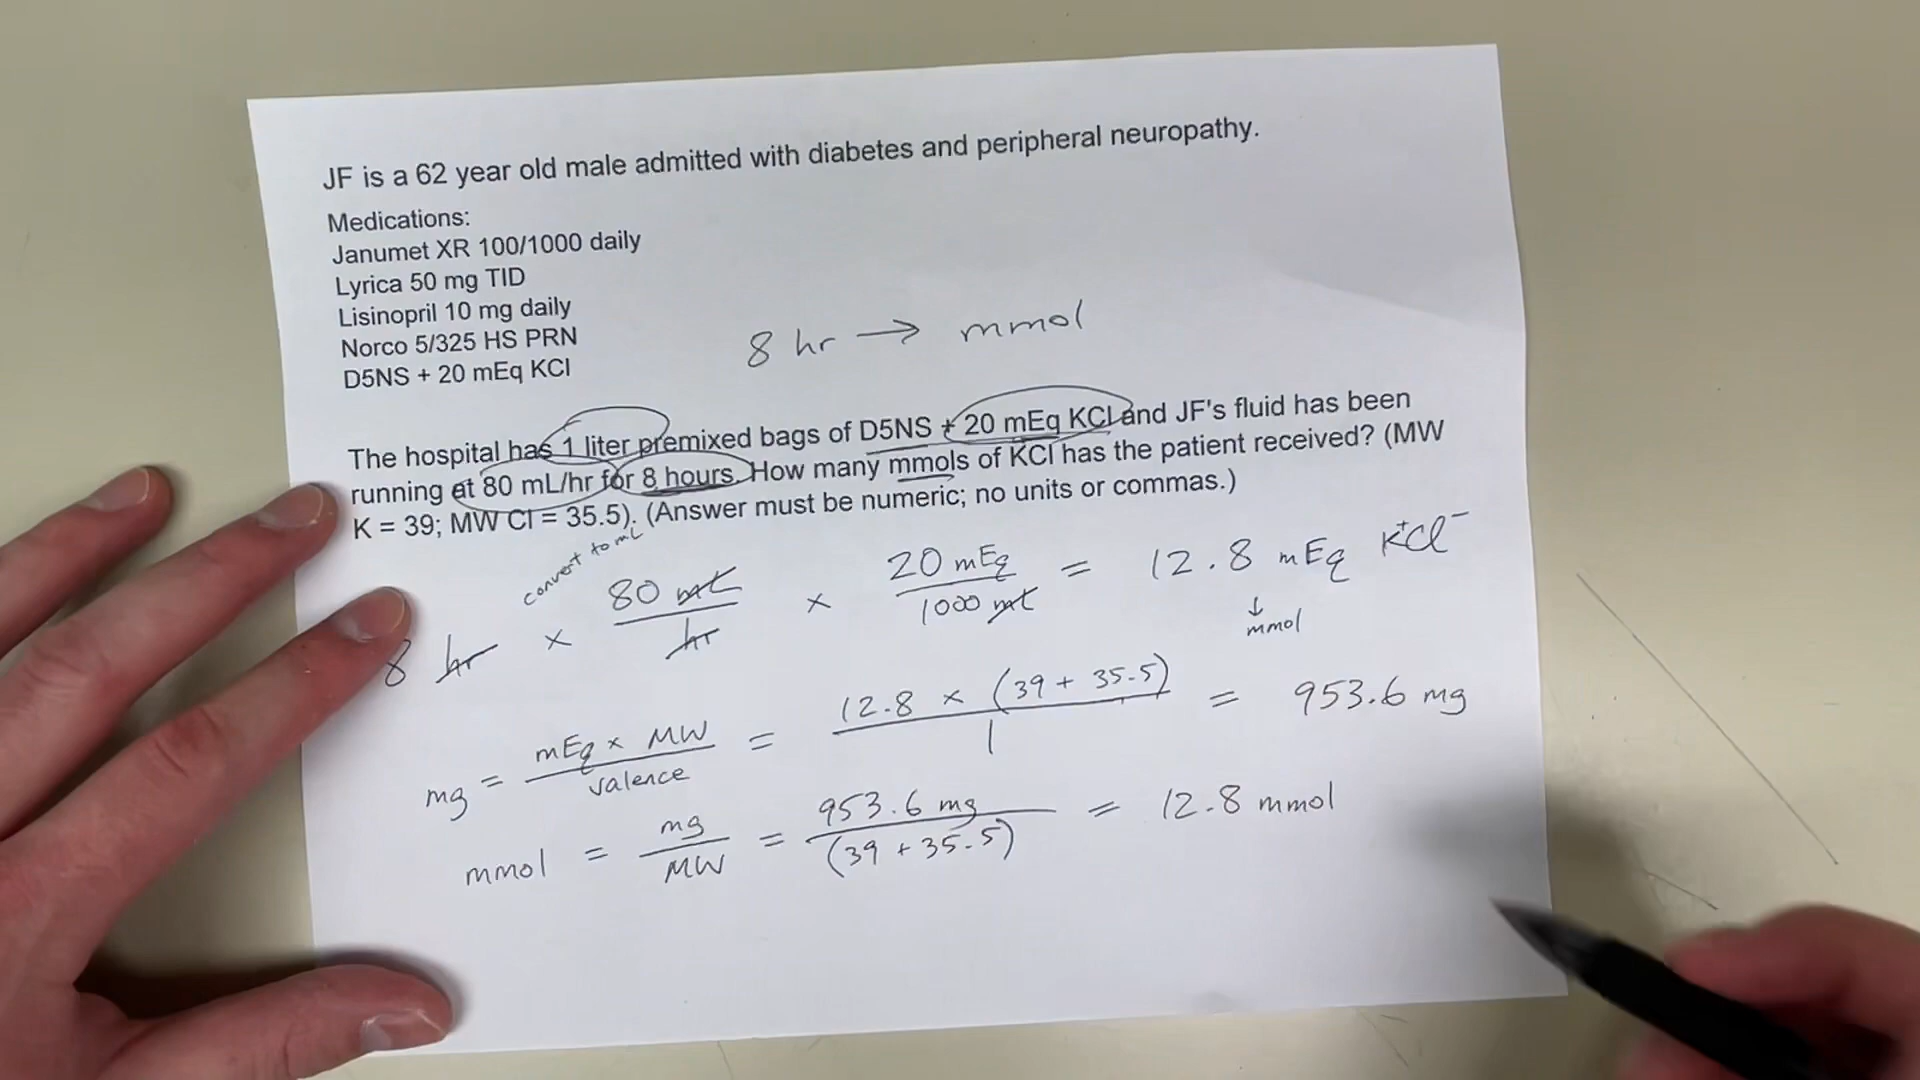 JF is a 62 year old male admitted with diabetes and peripheral neuropathy.
Medications:
Janumet XR 100/1000 daily
Lyrica 50 mg TID
Lisinopril 10 mg daily
Norco 5/325 HS PRN
D5NS + 20 mEq KCl
8 hr → mmol
The hospital has 1 liter premixed bags of D5NS + 20 mEq KCl and JF's fluid has been
running at 80 mL/hr for 8 hours. How many mmols of KCl has the patient received? (MW
K = 39; MW Cl = 35.5). (Answer must be numeric; no units or commas.)
convert to mL
8 hr × 80 mL / hr × 20 mEq / 1000 mL = 12.8 mEq K⁺Cl⁻
↓
mmol
mg = mEq × MW / valence = 12.8 × (39 + 35.5) / 1 = 953.6 mg
mmol = mg / MW = 953.6 mg / (39 + 35.5) = 12.8 mmol